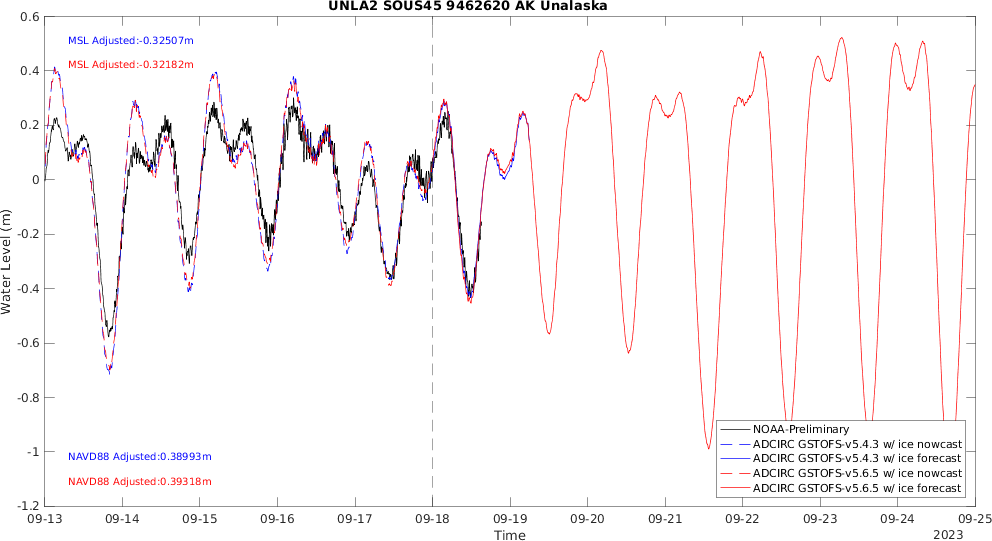 UNLA2 SOUS45 9462620 AK Unalaska
MSL Adjusted:-0.32507m
MSL Adjusted:-0.32182m
0.6
0.4
0.2
0
-0.2
-0.4
-0.6
-0.8
-1
-1.2
Water Level (m)
NAVD88 Adjusted:0.38993m
NAVD88 Adjusted:0.39318m
NOAA-Preliminary
ADCIRC GSTOFS-v5.4.3 w/ ice nowcast
ADCIRC GSTOFS-v5.4.3 w/ ice forecast
ADCIRC GSTOFS-v5.6.5 w/ ice nowcast
ADCIRC GSTOFS-v5.6.5 w/ ice forecast
09-13 09-14 09-15 09-16 09-17 09-18 09-19 09-20 09-21 09-22 09-23 09-24 09-25
Time
2023